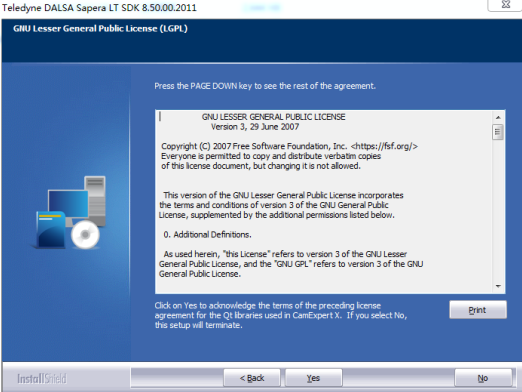 Teledyne DALSA Sapera LT SDK 8.50.00.2011
GNU Lesser General Public License (LGPL)
Press the PAGE DOWN key to see the rest of the agreement.
GNU LESSER GENERAL PUBLIC LICENSE
Version 3, 29 June 2007
Copyright (C) 2007 Free Software Foundation, Inc. <https://fsf.org/>
Everyone is permitted to copy and distribute verbatim copies
of this license document, but changing it is not allowed.
This version of the GNU Lesser General Public License incorporates
the terms and conditions of version 3 of the GNU General Public
License, supplemented by the additional permissions listed below.
0. Additional Definitions.
As used herein, "this License" refers to version 3 of the GNU Lesser
General Public License, and the "GNU GPL" refers to version 3 of the GNU
General Public License.
Click on Yes to acknowledge the terms of the preceding license
agreement for the Qt libraries used in CamExpert X. If you select No,
this setup will terminate.
Print
InstallShield
< Back
Yes
No